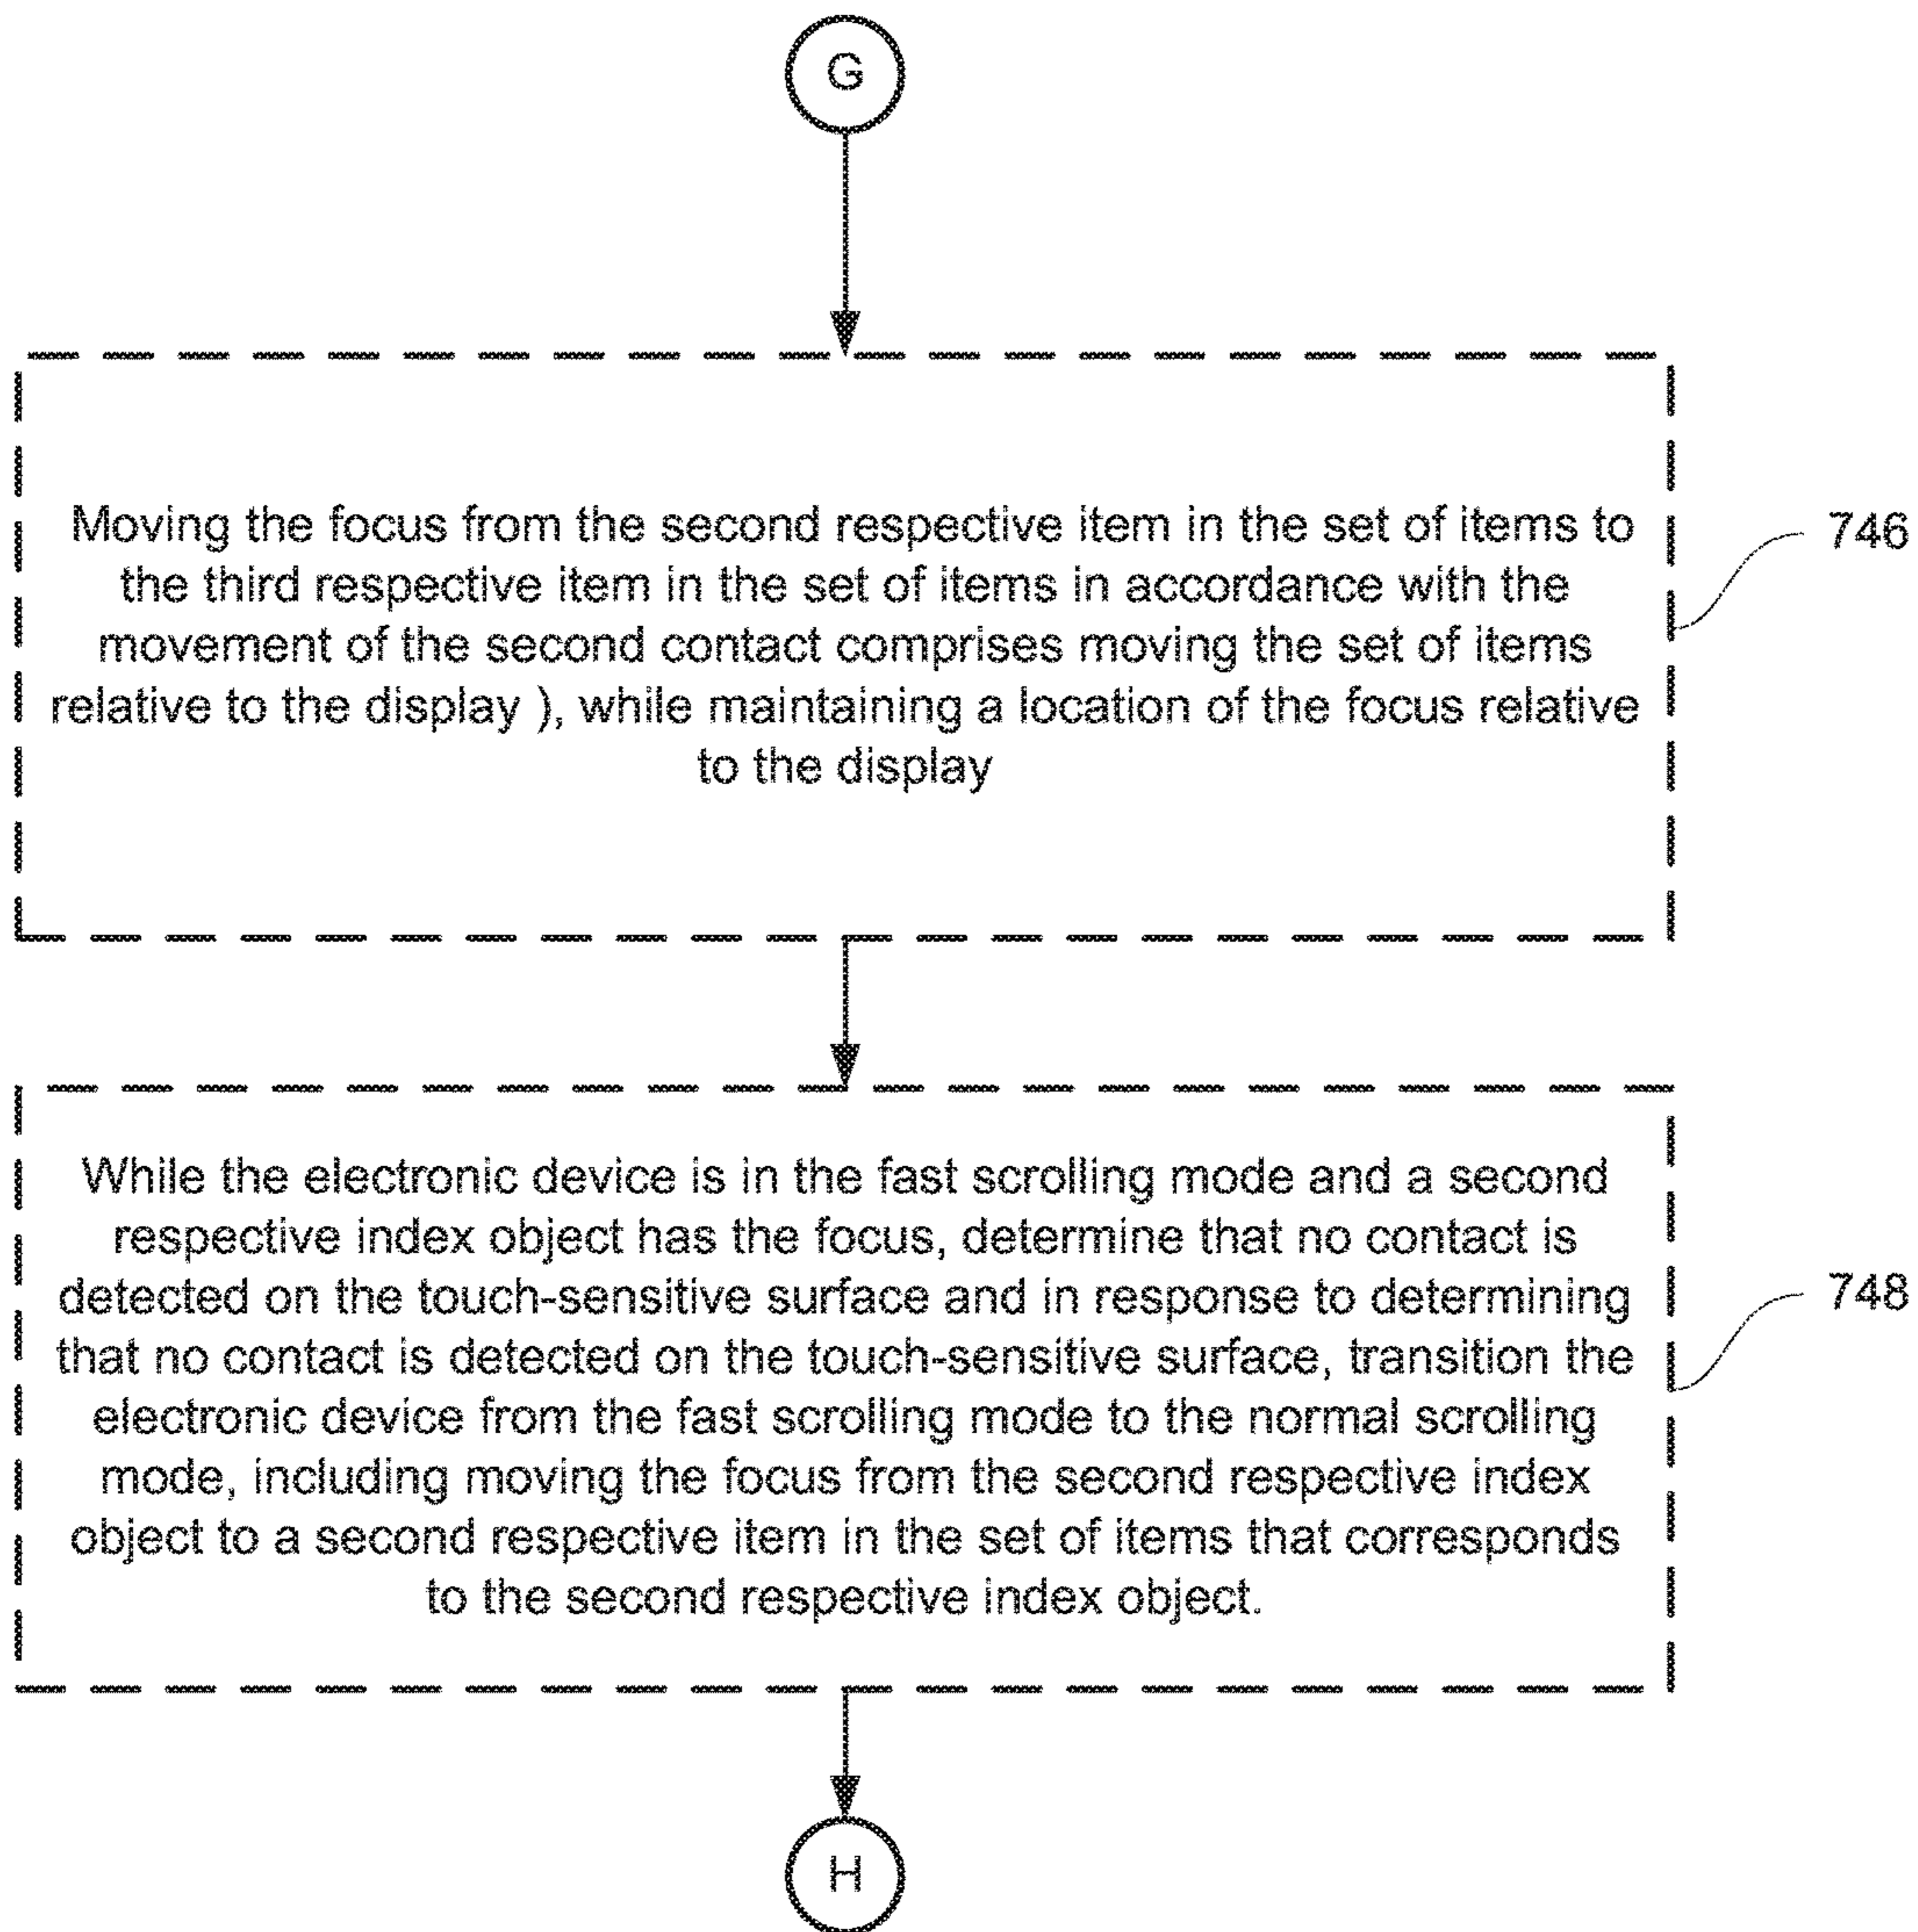 G
Moving the focus from the second respective item in the set of items to
the third respective item in the set of items in accordance with the
movement of the second contact comprises moving the set of items
relative to the display ), while maintaining a location of the focus relative
to the display
746
While the electronic device is in the fast scrolling mode and a second
respective index object has the focus, determine that no contact is
detected on the touch-sensitive surface and in response to determining
that no contact is detected on the touch-sensitive surface, transition the
electronic device from the fast scrolling mode to the normal scrolling
mode, including moving the focus from the second respective index
object to a second respective item in the set of items that corresponds
to the second respective index object.
748
H